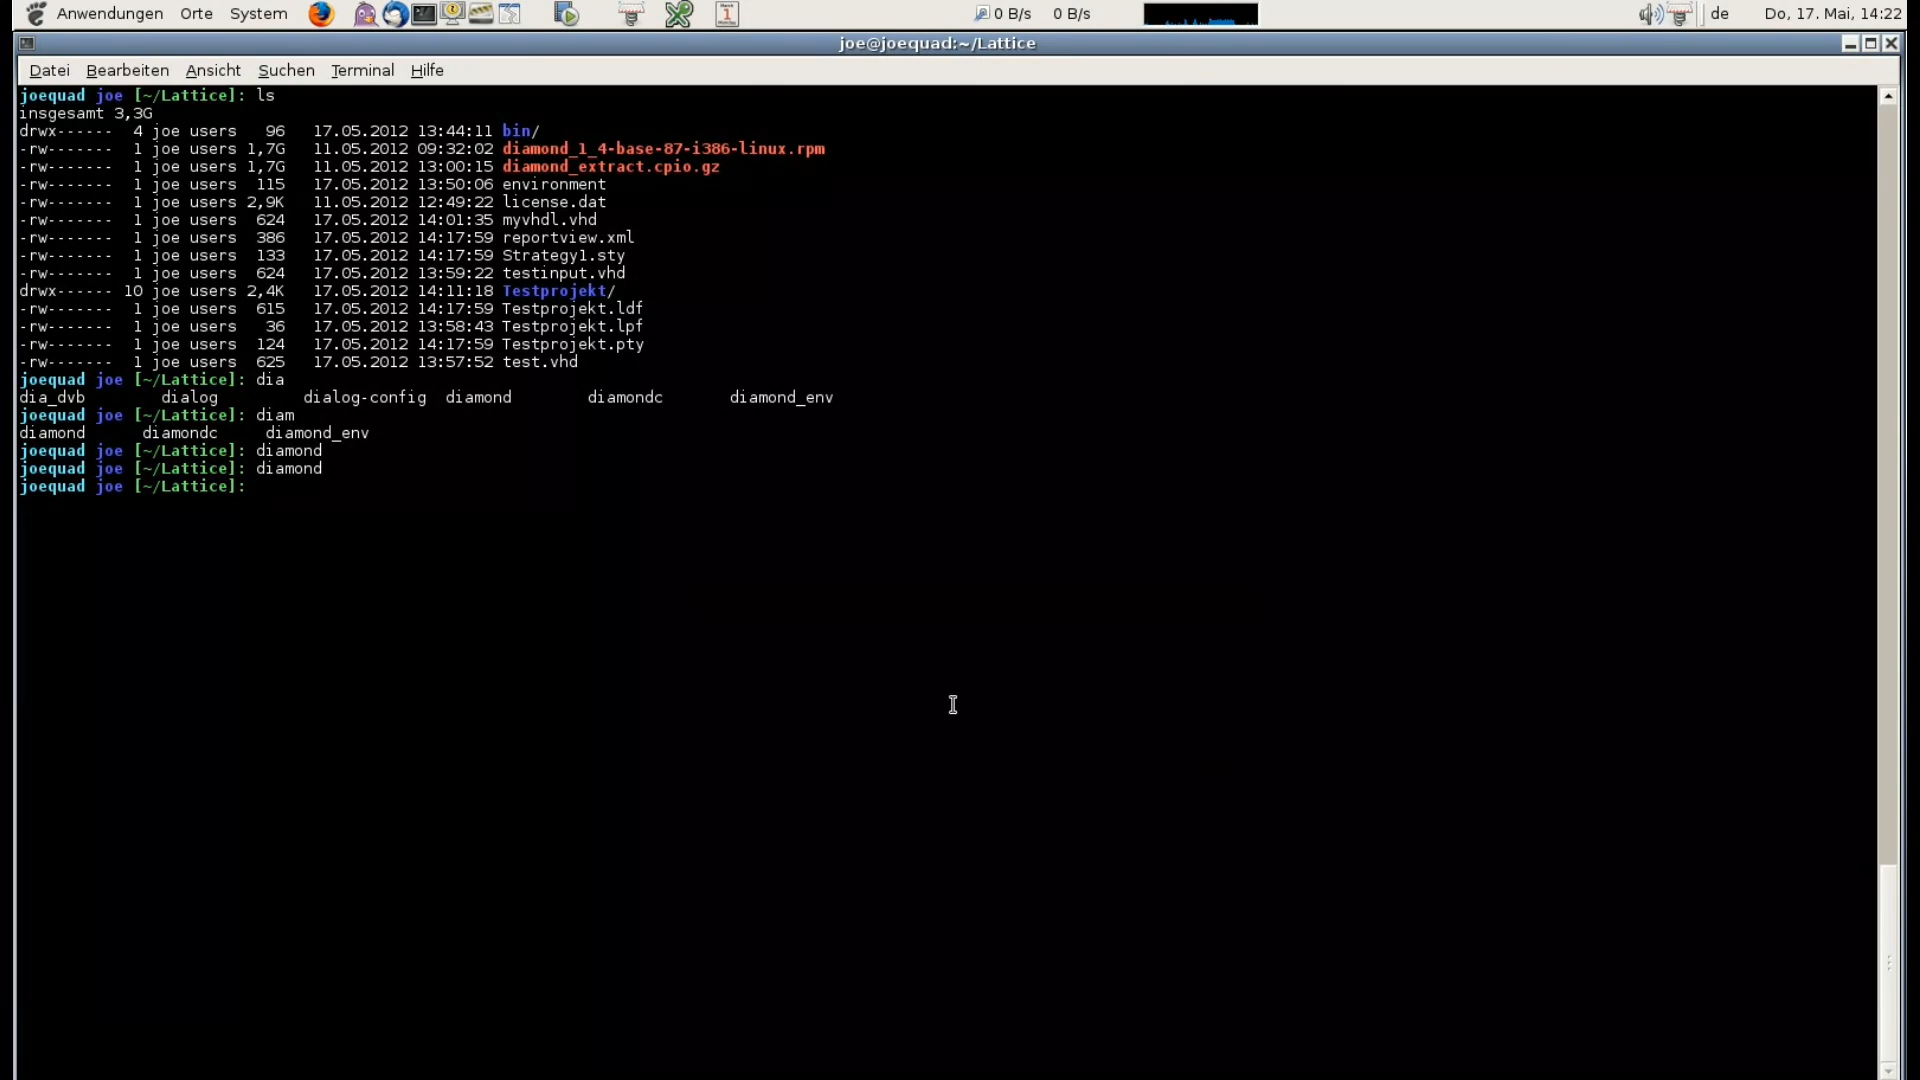 Anwendungen Orte System 0 B/s 0 B/s de Do, 17. Mai, 14:22
joe@joequad:~/Lattice
Datei Bearbeiten Ansicht Suchen Terminal Hilfe
joequad joe [~/Lattice]: ls
insgesamt 3,3G
drwx------  4 joe users   96   17.05.2012 13:44:11 bin/
-rw-------  1 joe users 1,7G   11.05.2012 09:32:02 diamond_1_4-base-87-i386-linux.rpm
-rw-------  1 joe users 1,7G   11.05.2012 13:00:15 diamond_extract.cpio.gz
-rw-------  1 joe users  115   17.05.2012 13:50:06 environment
-rw-------  1 joe users 2,9K   11.05.2012 12:49:22 license.dat
-rw-------  1 joe users  624   17.05.2012 14:01:35 myvhdl.vhd
-rw-------  1 joe users  386   17.05.2012 14:17:59 reportview.xml
-rw-------  1 joe users  133   17.05.2012 14:17:59 Strategy1.sty
-rw-------  1 joe users  624   17.05.2012 13:59:22 testinput.vhd
drwx------ 10 joe users 2,4K   17.05.2012 14:11:18 Testprojekt/
-rw-------  1 joe users  615   17.05.2012 14:17:59 Testprojekt.ldf
-rw-------  1 joe users   36   17.05.2012 13:58:43 Testprojekt.lpf
-rw-------  1 joe users  124   17.05.2012 14:17:59 Testprojekt.pty
-rw-------  1 joe users  625   17.05.2012 13:57:52 test.vhd
joequad joe [~/Lattice]: dia
dia_dvb        dialog         dialog-config  diamond        diamondc       diamond_env
joequad joe [~/Lattice]: diam
diamond      diamondc     diamond_env
joequad joe [~/Lattice]: diamond
joequad joe [~/Lattice]: diamond
joequad joe [~/Lattice]: